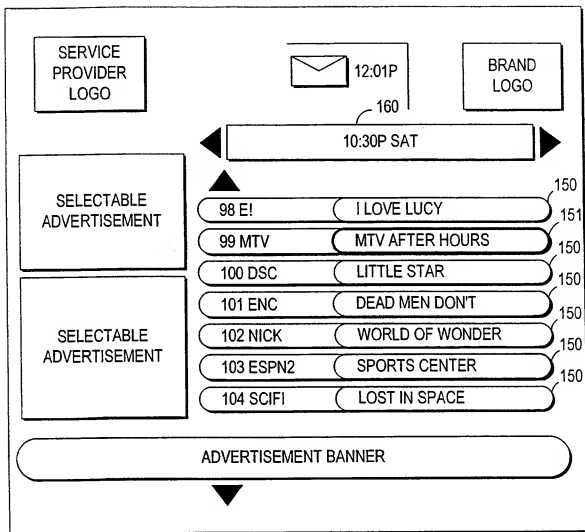 SERVICE
PROVIDER
LOGO
12:01P
BRAND
LOGO
160
10:30P SAT
SELECTABLE
ADVERTISEMENT
150
98 E! I LOVE LUCY
151
99 MTV MTV AFTER HOURS
150
100 DSC LITTLE STAR
150
101 ENC DEAD MEN DON'T
150
102 NICK WORLD OF WONDER
150
103 ESPN2 SPORTS CENTER
150
104 SCIFI LOST IN SPACE
SELECTABLE
ADVERTISEMENT
ADVERTISEMENT BANNER